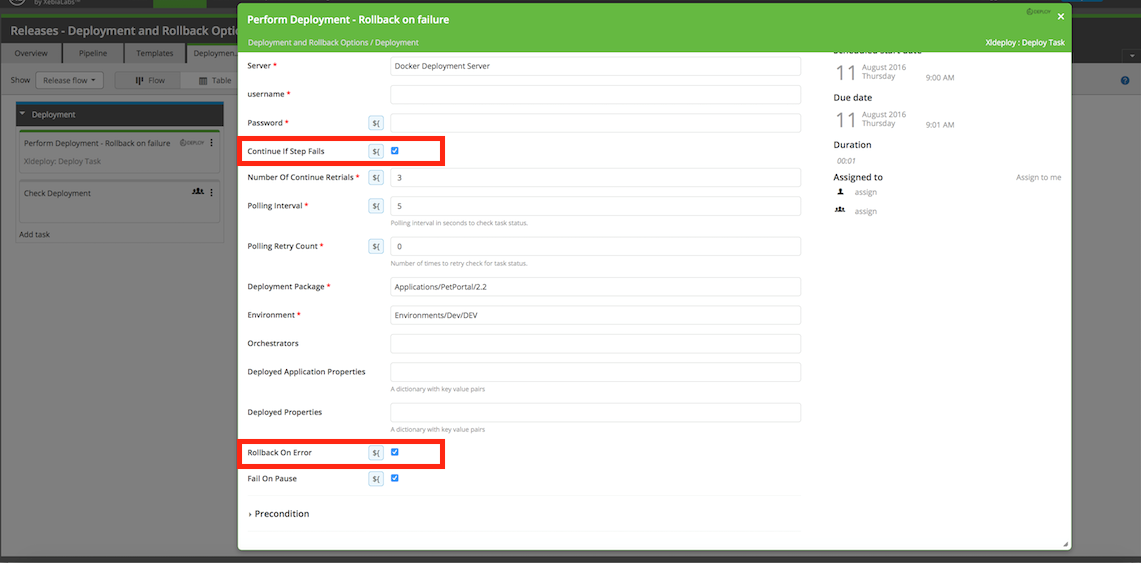 by XebiaLabs™
Releases - Deployment and Rollback Optio
Overview
Pipeline
Templates
Deploymen...
Show
Release flow
Flow
Table
Deployment
Perform Deployment - Rollback on failure
DEPLOY
Xldeploy: Deploy Task
Check Deployment
Add task
Perform Deployment - Rollback on failure
DEPLOY
Deployment and Rollback Options / Deployment
Xldeploy : Deploy Task
Server *
Docker Deployment Server
username *
Password *
${
Continue If Step Fails
${
Number Of Continue Retrials *
${
3
Polling Interval *
${
5
Polling interval in seconds to check task status.
Polling Retry Count *
${
0
Number of times to retry check for task status.
Deployment Package *
Applications/PetPortal/2.2
Environment *
Environments/Dev/DEV
Orchestrators
Deployed Application Properties
A dictionary with key value pairs
Deployed Properties
A dictionary with key value pairs
Rollback On Error
${
Fail On Pause
${
Precondition
Scheduled start date
11
August 2016
Thursday
9:00 AM
Due date
11
August 2016
Thursday
9:01 AM
Duration
00:01
Assigned to
Assign to me
assign
assign